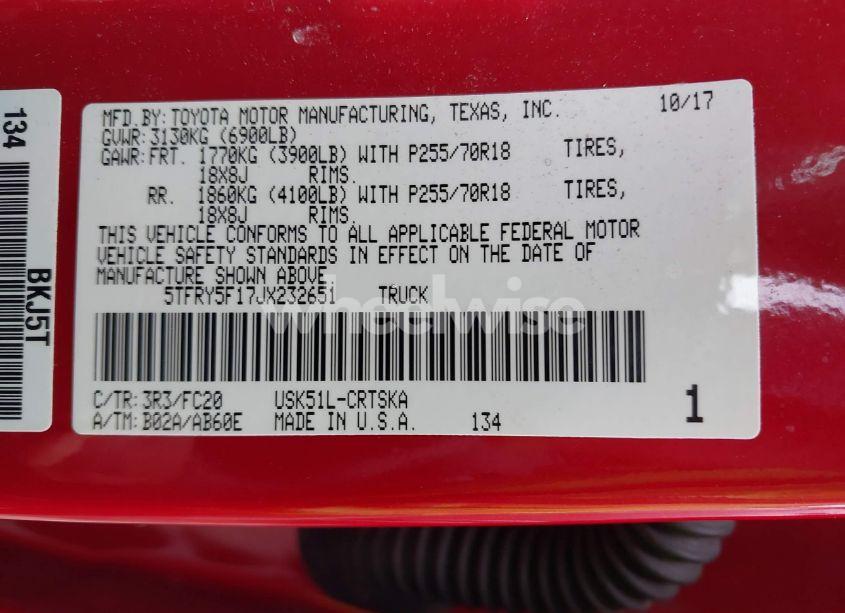 134
BKJ5T
MFD.BY:TOYOTA MOTOR MANUFACTURING, TEXAS, INC. 10/17
GVWR:3130KG (6900LB)
GAWR:FRT. 1770KG (3900LB) WITH P255/70R18 TIRES,
18X8J RIMS.
RR. 1860KG (4100LB) WITH P255/70R18 TIRES,
18X8J RIMS.
THIS VEHICLE CONFORMS TO ALL APPLICABLE FEDERAL MOTOR
VEHICLE SAFETY STANDARDS IN EFFECT ON THE DATE OF
MANUFACTURE SHOWN ABOVE.
5TFRY5F17JX232651 TRUCK
wheelwise
C/TR:3R3/FC20 USK51L-CRTSKA
A/TM:B02A/AB60E MADE IN U.S.A. 134 1